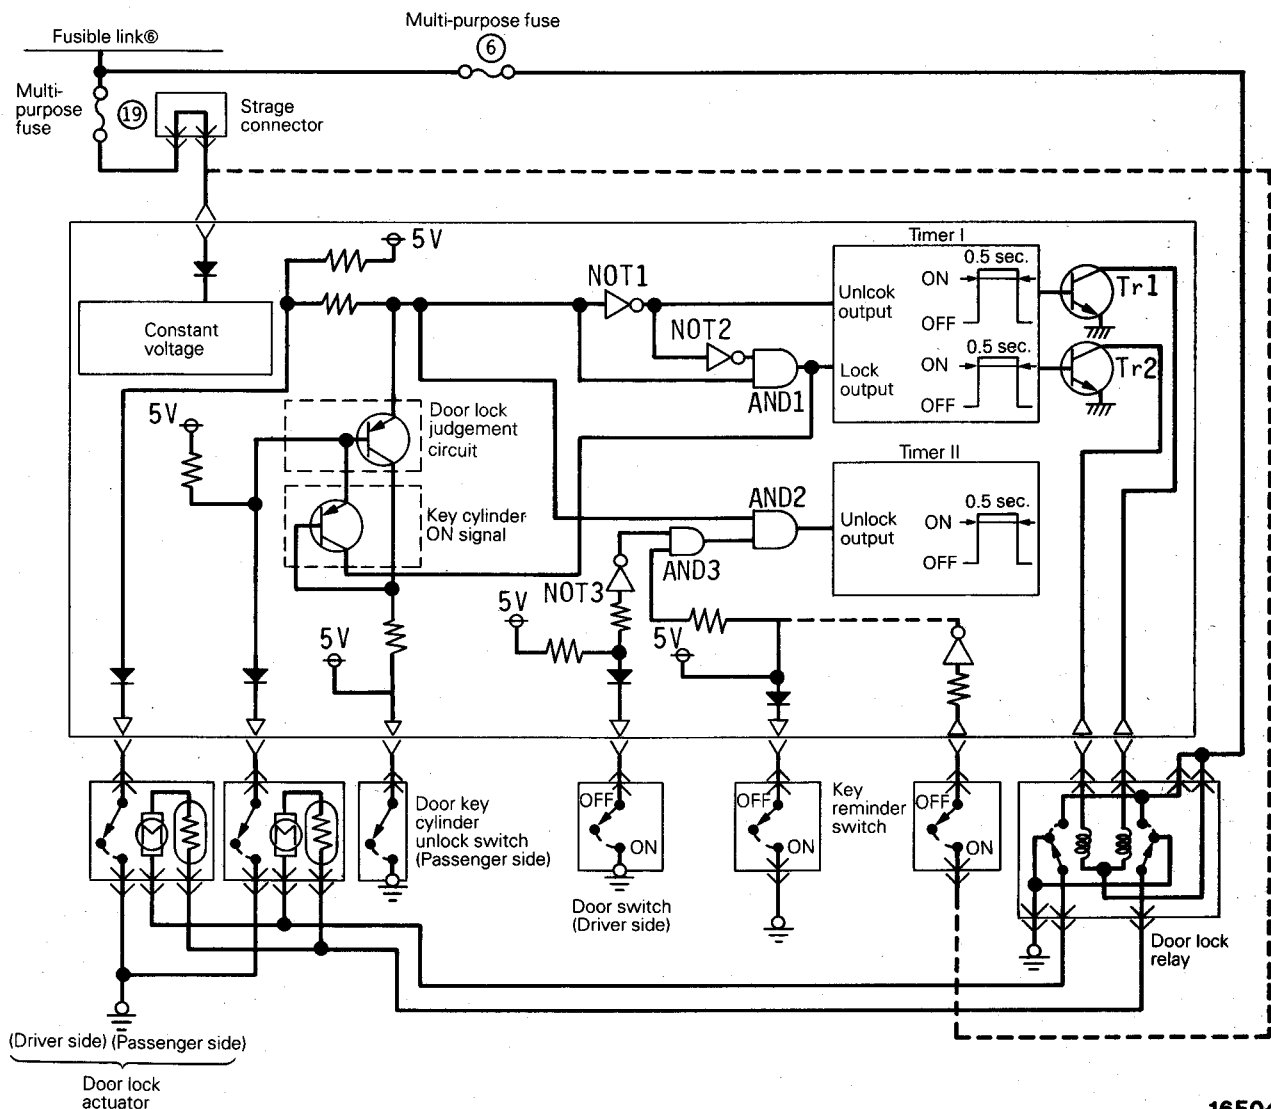 Multi-purpose fuse
6
Fusible link⑥
Multi-
purpose
fuse
19
Strage
connector
5V
Timer I
0.5 sec.
NOT1
ON
Tr1
Unlcok
output
OFF
NOT2
Constant
voltage
0.5 sec.
ON
Tr2
Lock
output
AND1
OFF
5V
Door lock
judgement
circuit
Timer II
AND2
0.5 sec.
Key cylinder
ON signal
Unlock
output
ON
AND3
OFF
NOT3
5V
5V
5V
OFF
ON
OFF
ON
Key
reminder
switch
OFF
ON
Door key
cylinder
unlock switch
(Passenger side)
Door switch
(Driver side)
Door lock
relay
(Driver side) (Passenger side)
Door lock
actuator